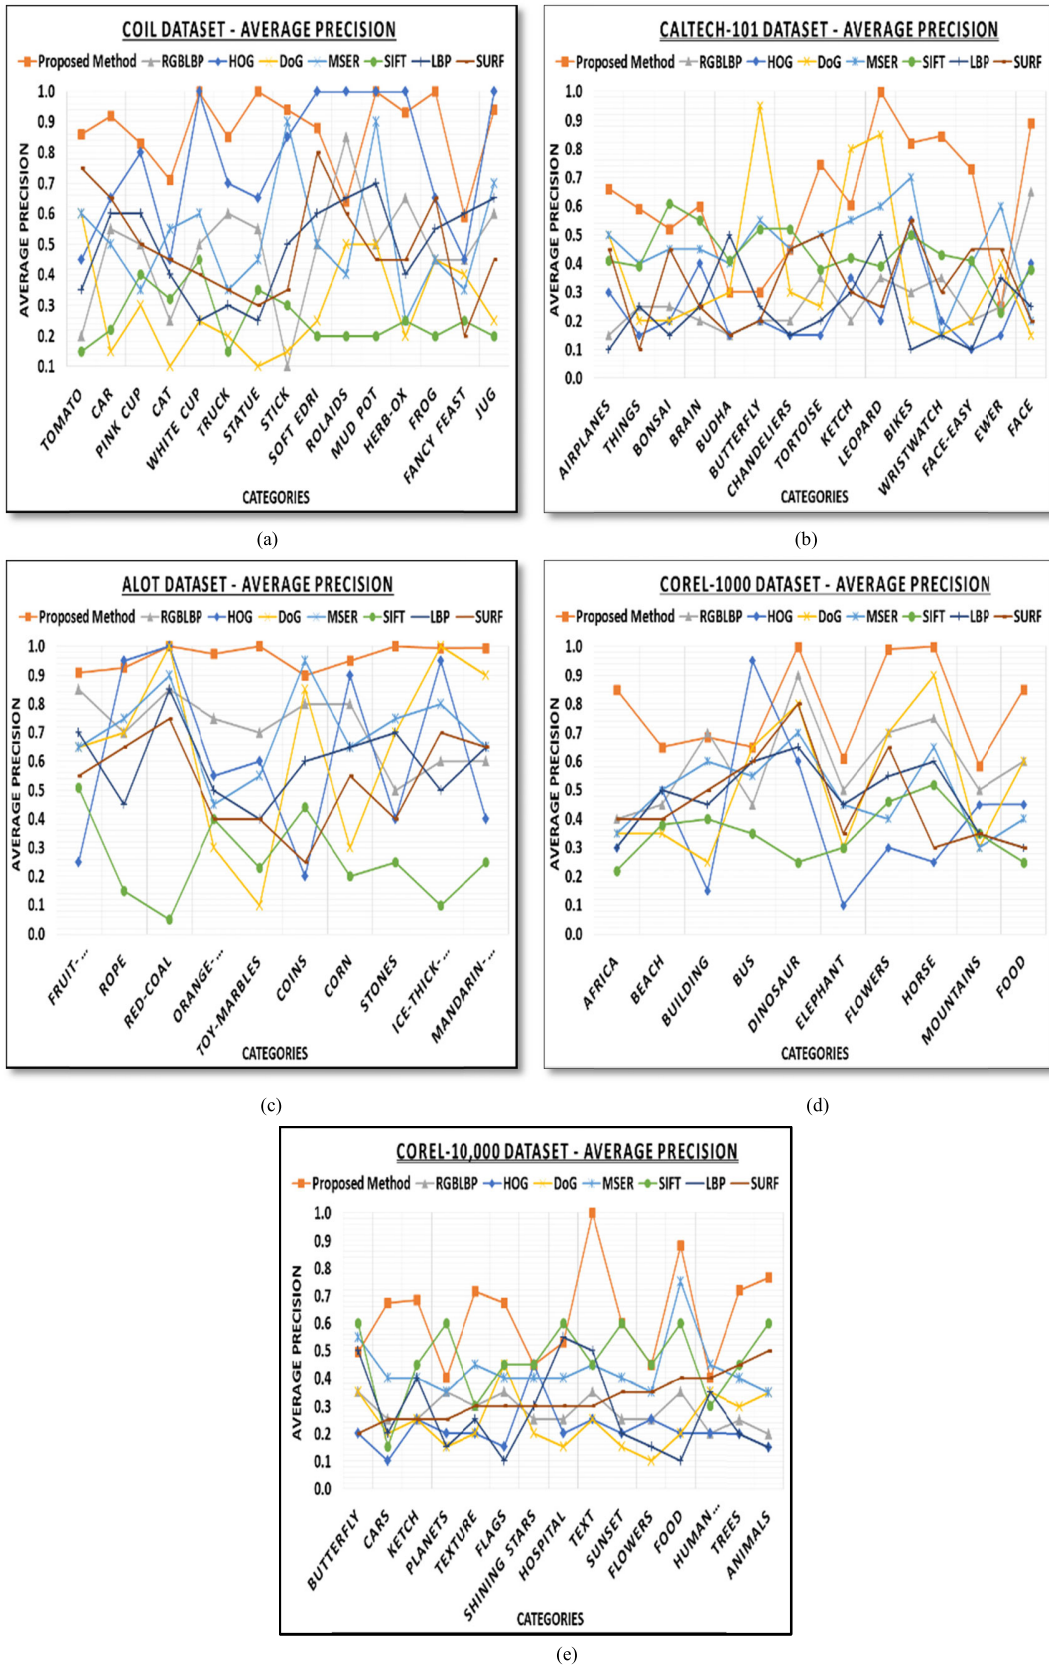 COIL DATASET - AVERAGE PRECISION
Proposed Method RGBLBP HOG DoG MSER SIFT LBP SURF
1.0
0.9
0.8
0.7
0.6
0.5
0.4
0.3
0.2
0.1
AVERAGE PRECISION
TOMATO
CAR
PINK CUP
CAT
WHITE CUP
TRUCK
STATUE
STICK
SOFT EDRI
ROLAIDS
MUD POT
HERB-OX
FROG
FANCY FEAST
JUG
CATEGORIES
(a)
CALTECH-101 DATASET - AVERAGE PRECISION
Proposed Method RGBLBP HOG DoG MSER SIFT LBP SURF
1.0
0.9
0.8
0.7
0.6
0.5
0.4
0.3
0.2
0.1
0.0
AVERAGE PRECISION
AIRPLANES
THINGS
BONSAI
BRAIN
BUDHA
BUTTERFLY
CHANDELIERS
TORTOISE
KETCH
LEOPARD
BIKES
WRISTWATCH
FACE-EASY
EWER
FACE
CATEGORIES
(b)
ALOT DATASET - AVERAGE PRECISION
Proposed Method RGBLBP HOG DoG MSER SIFT LBP SURF
1.0
0.9
0.8
0.7
0.6
0.5
0.4
0.3
0.2
0.1
0.0
AVERAGE PRECISION
FRUIT-...
ROPE
RED-COAL
ORANGE-...
TOY-MARBLES
COINS
CORN
STONES
ICE-THICK-...
MANDARIN-...
CATEGORIES
(c)
COREL-1000 DATASET - AVERAGE PRECISION
Proposed Method RGBLBP HOG DoG MSER SIFT LBP SURF
1.0
0.9
0.8
0.7
0.6
0.5
0.4
0.3
0.2
0.1
0.0
AVERAGE PRECISION
AFRICA
BEACH
BUILDING
BUS
DINOSAUR
ELEPHANT
FLOWERS
HORSE
MOUNTAINS
FOOD
CATEGORIES
(d)
COREL-10,000 DATASET - AVERAGE PRECISION
Proposed Method RGBLBP HOG DoG MSER SIFT LBP SURF
1.0
0.9
0.8
0.7
0.6
0.5
0.4
0.3
0.2
0.1
0.0
AVERAGE PRECISION
BUTTERFLY
CARS
KETCH
PLANETS
TEXTURE
FLAGS
SHINING STARS
HOSPITAL
TEXT
SUNSET
FLOWERS
FOOD
HUMAN...
TREES
ANIMALS
CATEGORIES
(e)